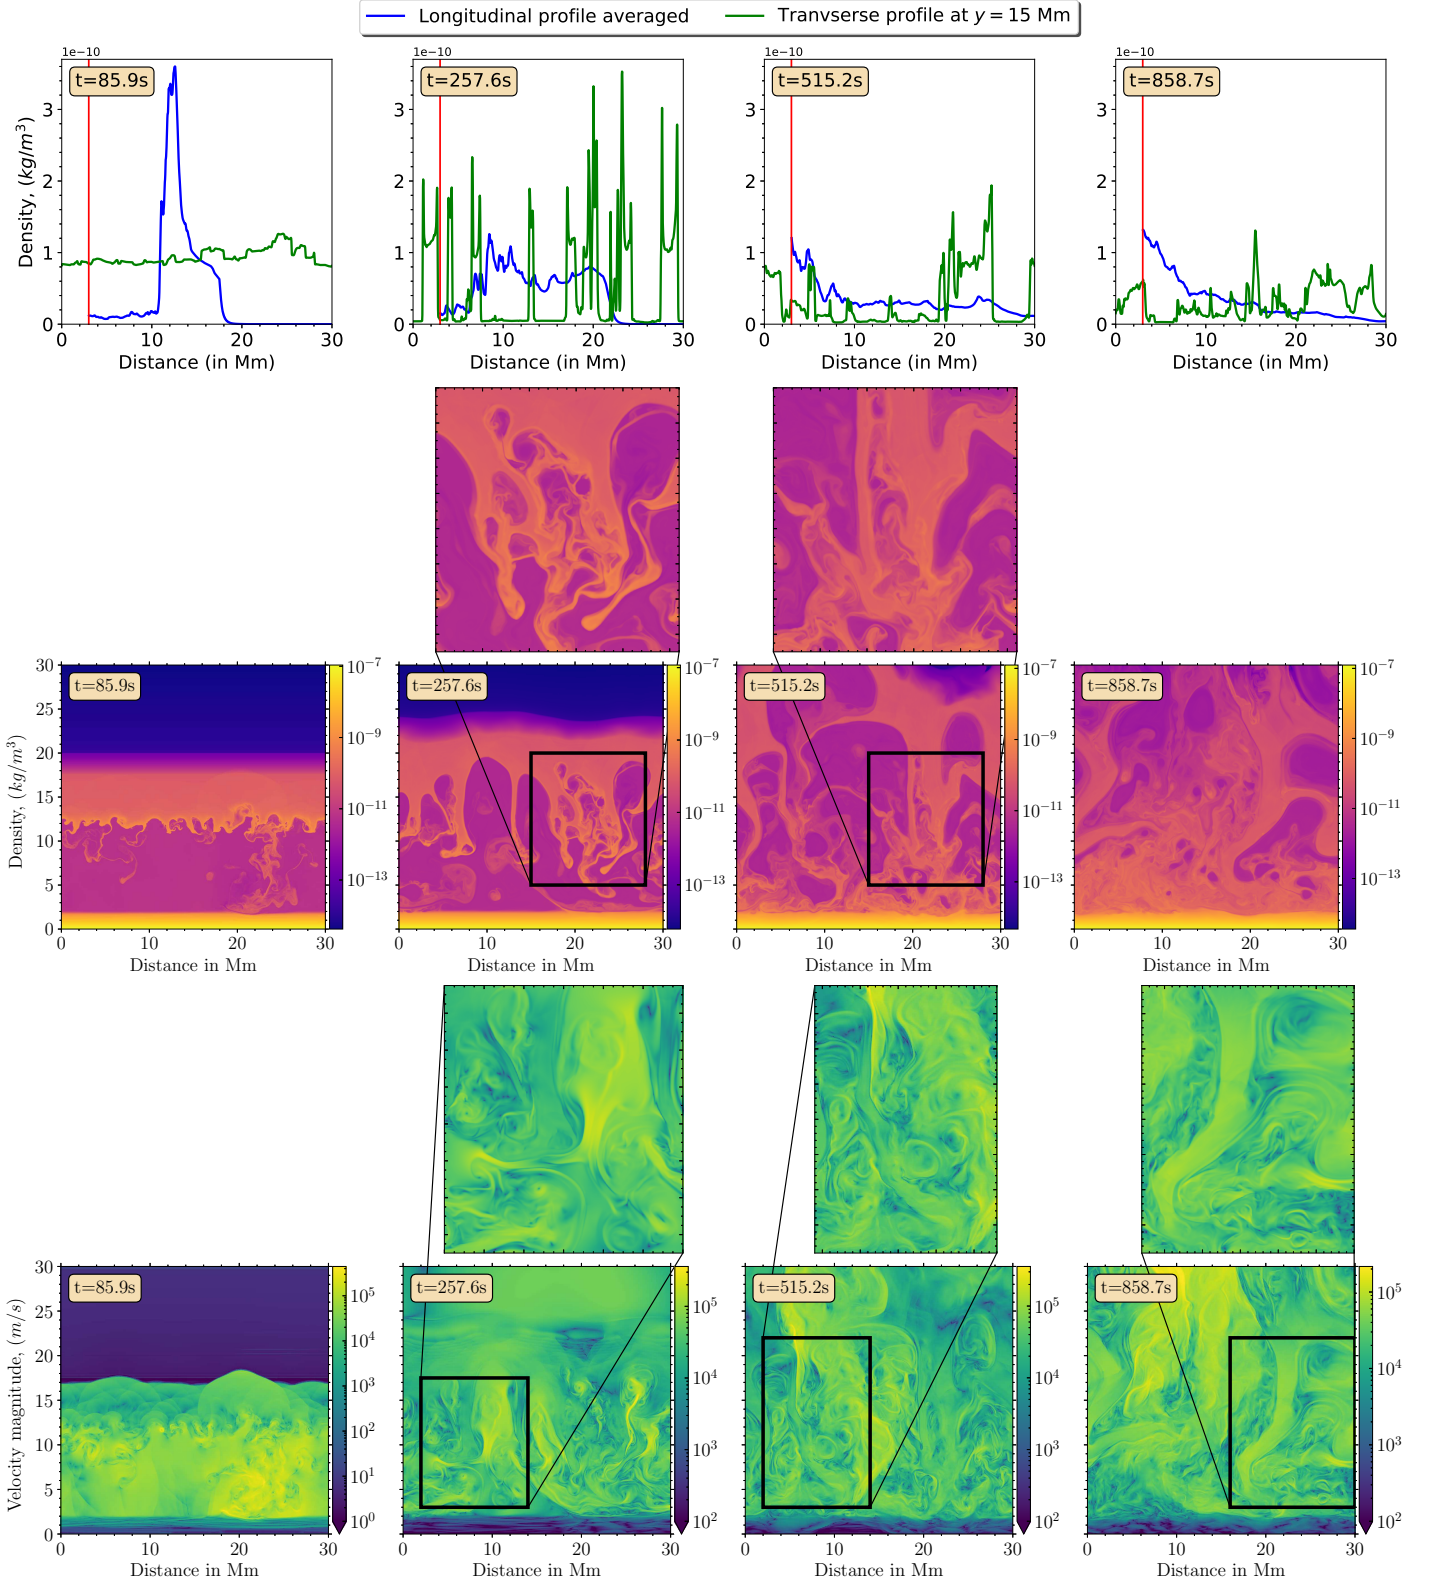 Longitudinal profile averaged
Tranvserse profile at y = 15 Mm
1e−10
1e−10
1e−10
1e−10
t=85.9s
t=257.6s
t=515.2s
t=858.7s
Density, (kg/m³)
3
2
1
0
3
2
1
0
3
2
1
0
3
2
1
0
0 10 20 30
0 10 20 30
0 10 20 30
0 10 20 30
Distance (in Mm)
Distance (in Mm)
Distance (in Mm)
Distance (in Mm)
t=85.9s
t=257.6s
t=515.2s
t=858.7s
Density, (kg/m³)
30
25
20
15
10
5
0
10⁻⁷
10⁻⁹
10⁻¹¹
10⁻¹³
10⁻⁷
10⁻⁹
10⁻¹¹
10⁻¹³
10⁻⁷
10⁻⁹
10⁻¹¹
10⁻¹³
10⁻⁷
10⁻⁹
10⁻¹¹
10⁻¹³
0 10 20 30
0 10 20 30
0 10 20 30
0 10 20 30
Distance in Mm
Distance in Mm
Distance in Mm
Distance in Mm
t=85.9s
t=257.6s
t=515.2s
t=858.7s
Velocity magnitude, (m/s)
30
25
20
15
10
5
0
10⁵
10⁴
10³
10²
10¹
10⁰
10⁵
10⁴
10³
10²
10⁵
10⁴
10³
10²
10⁵
10⁴
10³
10²
0 10 20 30
0 10 20 30
0 10 20 30
0 10 20 30
Distance in Mm
Distance in Mm
Distance in Mm
Distance in Mm